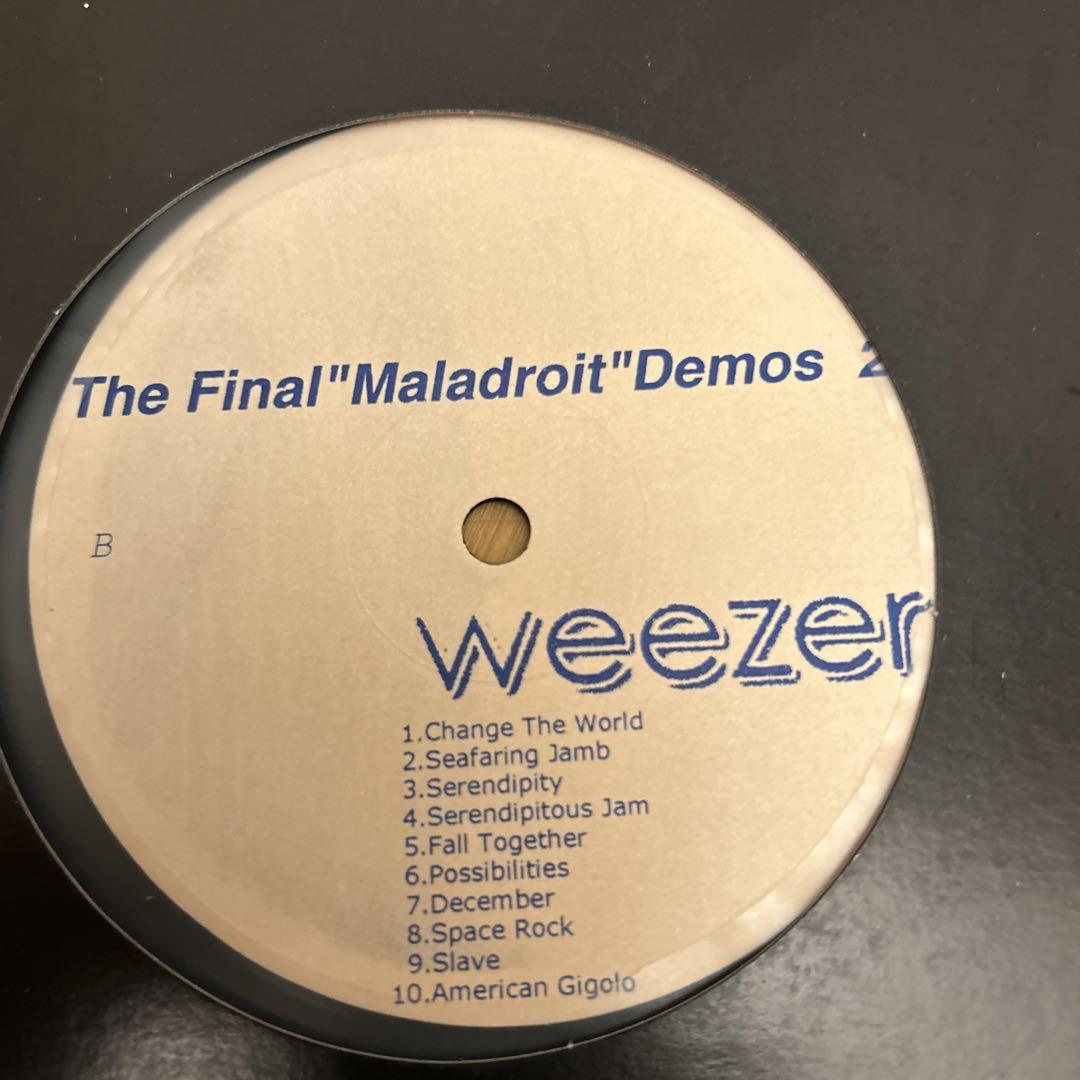 The Final"Maladroit"Demos 2
B
weezer
1.Change The World
2.Seafaring Jamb
3.Serendipity
4.Serendipitous Jam
5.Fall Together
6.Possibilities
7.December
8.Space Rock
9.Slave
10.American Gigolo